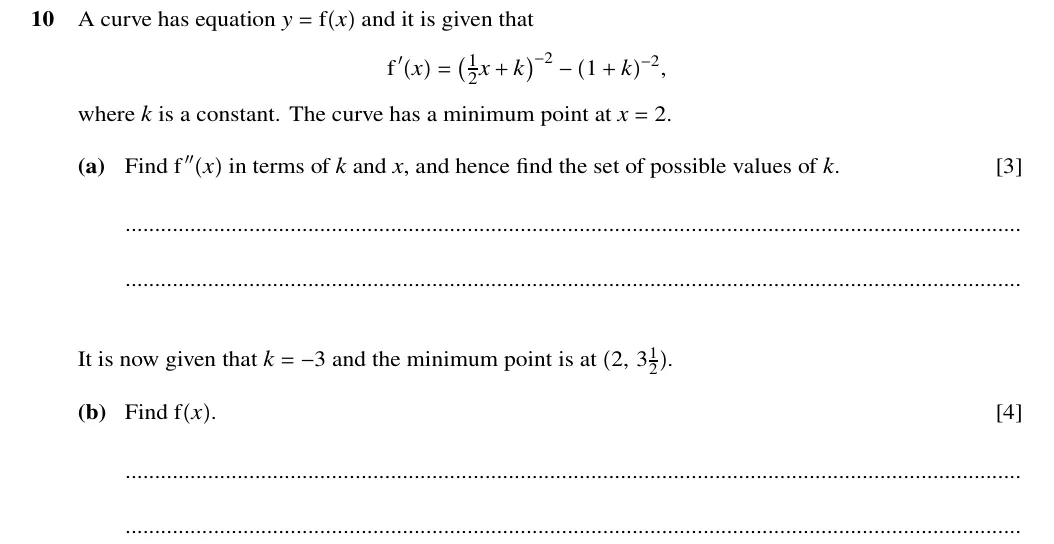 10 A curve has equation y = f(x) and it is given that
f′(x) = (½x + k)⁻² − (1 + k)⁻²,
where k is a constant. The curve has a minimum point at x = 2.
(a) Find f″(x) in terms of k and x, and hence find the set of possible values of k. [3]
It is now given that k = −3 and the minimum point is at (2, 3½).
(b) Find f(x). [4]